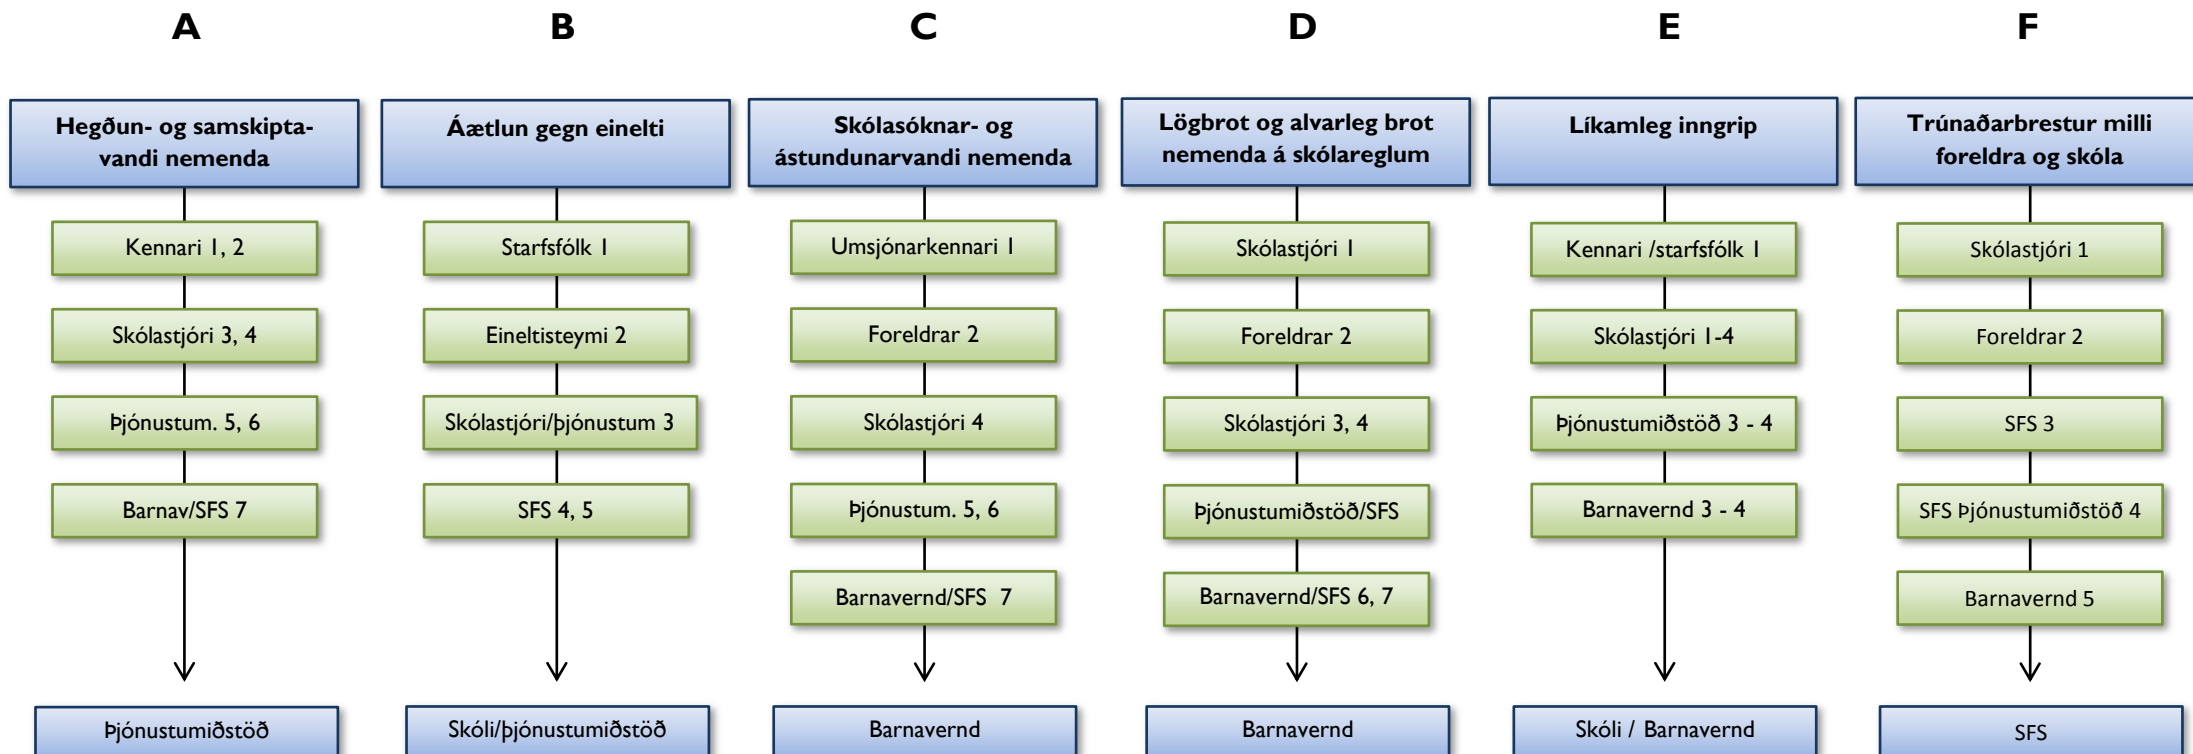 A
Hegðun- og samskipta-
vandi nemenda
Kennari 1, 2
Skólastjóri 3, 4
Þjónustum. 5, 6
Barnav/SFS 7
Þjónustumiðstöð
B
Áætlun gegn einelti
Starfsfólk 1
Eineltisteymi 2
Skólastjóri/þjónustum 3
SFS 4, 5
Skóli/þjónustumiðstöð
C
Skólasóknar- og
ástundunarvandi nemenda
Umsjónarkennari 1
Foreldrar 2
Skólastjóri 4
Þjónustum. 5, 6
Barnavernd/SFS 7
Barnavernd
D
Lögbrot og alvarleg brot
nemenda á skólareglum
Skólastjóri 1
Foreldrar 2
Skólastjóri 3, 4
Þjónustumiðstöð/SFS
Barnavernd/SFS 6, 7
Barnavernd
E
Líkamleg inngrip
Kennari /starfsfólk 1
Skólastjóri 1-4
Þjónustumiðstöð 3 - 4
Barnavernd 3 - 4
Skóli / Barnavernd
F
Trúnaðarbrestur milli
foreldra og skóla
Skólastjóri 1
Foreldrar 2
SFS 3
SFS Þjónustumiðstöð 4
Barnavernd 5
SFS